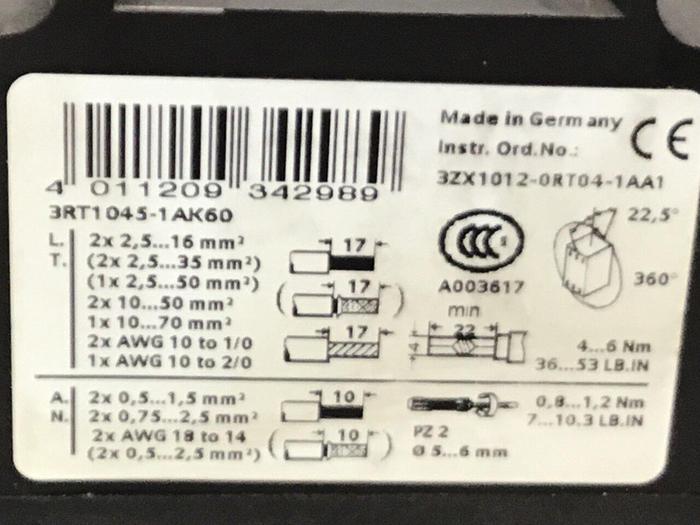 Made in Germany CE
Instr. Ord.No.:
3ZX1012-0RT04-1AA1
4 011209 342989
3RT1045-1AK60
L. 2x 2,5...16 mm²
T. (2x 2,5...35 mm²)
(1x 2,5...50 mm²)
2x 10...50 mm²
1x 10...70 mm²
2x AWG 10 to 1/0
1x AWG 10 to 2/0
17
( 17 )
17
CCC S
A003617
22,5°
360°
min
22
4
4...6 Nm
36...53 LB.IN
A. 2x 0,5...1,5 mm²
N. 2x 0,75...2,5 mm²
2x AWG 18 to 14
(2x 0,5...2,5 mm²)
10
( 10 )
PZ 2
Ø 5...6 mm
0,8...1,2 Nm
7...10.3 LB.IN